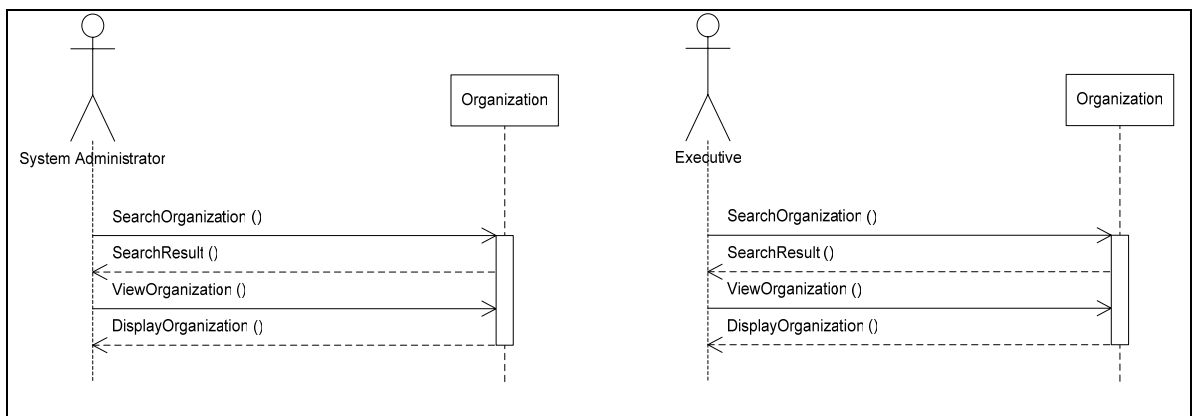 Organization
System Administrator
SearchOrganization ()
SearchResult ()
ViewOrganization ()
DisplayOrganization ()
Organization
Executive
SearchOrganization ()
SearchResult ()
ViewOrganization ()
DisplayOrganization ()